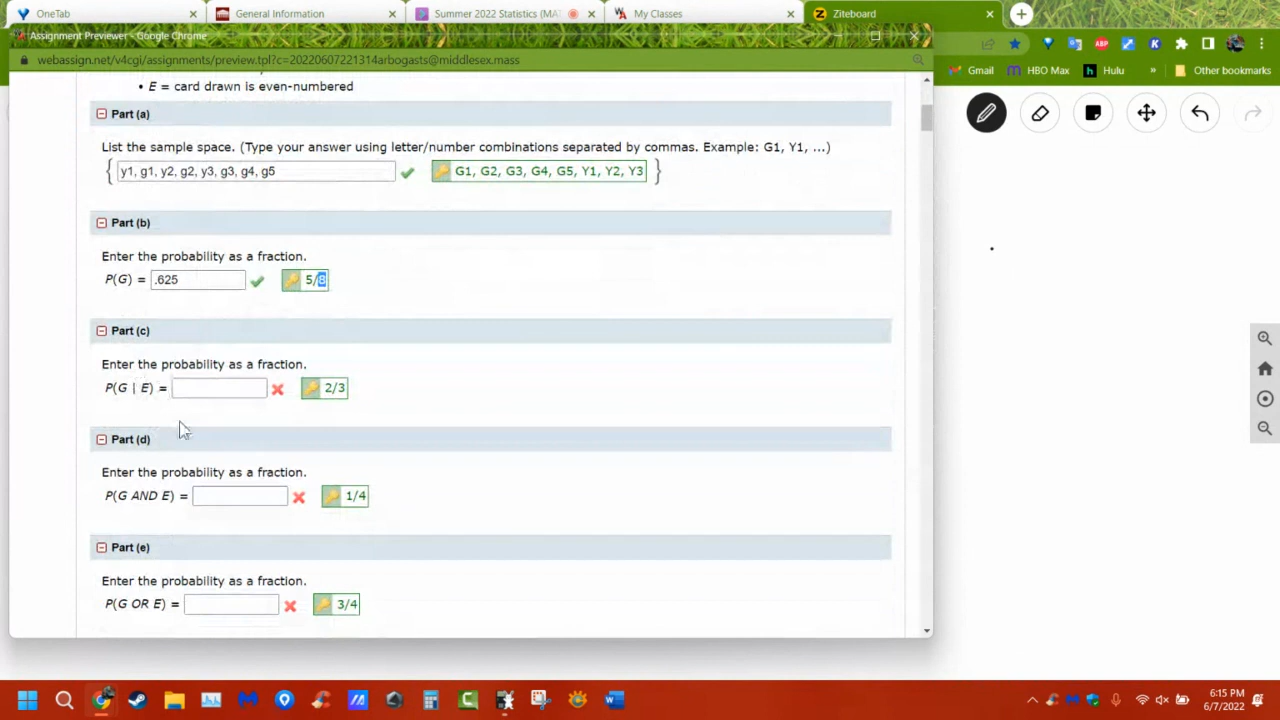 OneTab
General Information
Summer 2022 Statistics (MA
My Classes
Ziteboard
Assignment Previewer - Google Chrome
webassign.net/v4cgi/assignments/preview.tpl?c=20220607221314arbogasts@middlesex.mass
Gmail
HBO Max
Hulu
»
Other bookmarks
• E = card drawn is even-numbered
Part (a)
List the sample space. (Type your answer using letter/number combinations separated by commas. Example: G1, Y1, ...)
{ y1, g1, y2, g2, y3, g3, g4, g5 G1, G2, G3, G4, G5, Y1, Y2, Y3 }
Part (b)
Enter the probability as a fraction.
P(G) = .625 5/8
Part (c)
Enter the probability as a fraction.
P(G | E) = 2/3
Part (d)
Enter the probability as a fraction.
P(G AND E) = 1/4
Part (e)
Enter the probability as a fraction.
P(G OR E) = 3/4
6:15 PM
6/7/2022